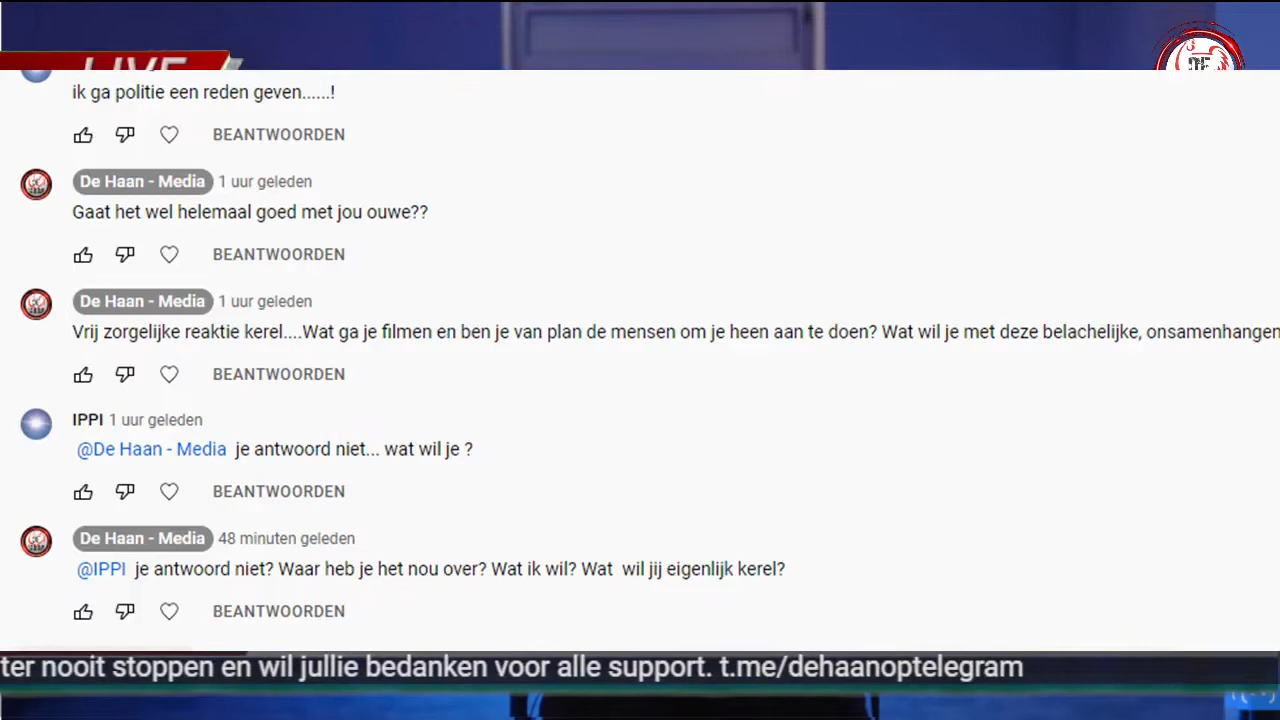 LIVE
DE
ik ga politie een reden geven......!
BEANTWOORDEN
De Haan - Media 1 uur geleden
Gaat het wel helemaal goed met jou ouwe??
BEANTWOORDEN
De Haan - Media 1 uur geleden
Vrij zorgelijke reaktie kerel....Wat ga je filmen en ben je van plan de mensen om je heen aan te doen? Wat wil je met deze belachelijke, onsamenhangen
BEANTWOORDEN
IPPI 1 uur geleden
@De Haan - Media je antwoord niet... wat wil je ?
BEANTWOORDEN
De Haan - Media 48 minuten geleden
@IPPI je antwoord niet? Waar heb je het nou over? Wat ik wil? Wat wil jij eigenlijk kerel?
BEANTWOORDEN
ter nooit stoppen en wil jullie bedanken voor alle support. t.me/dehaanoptelegram